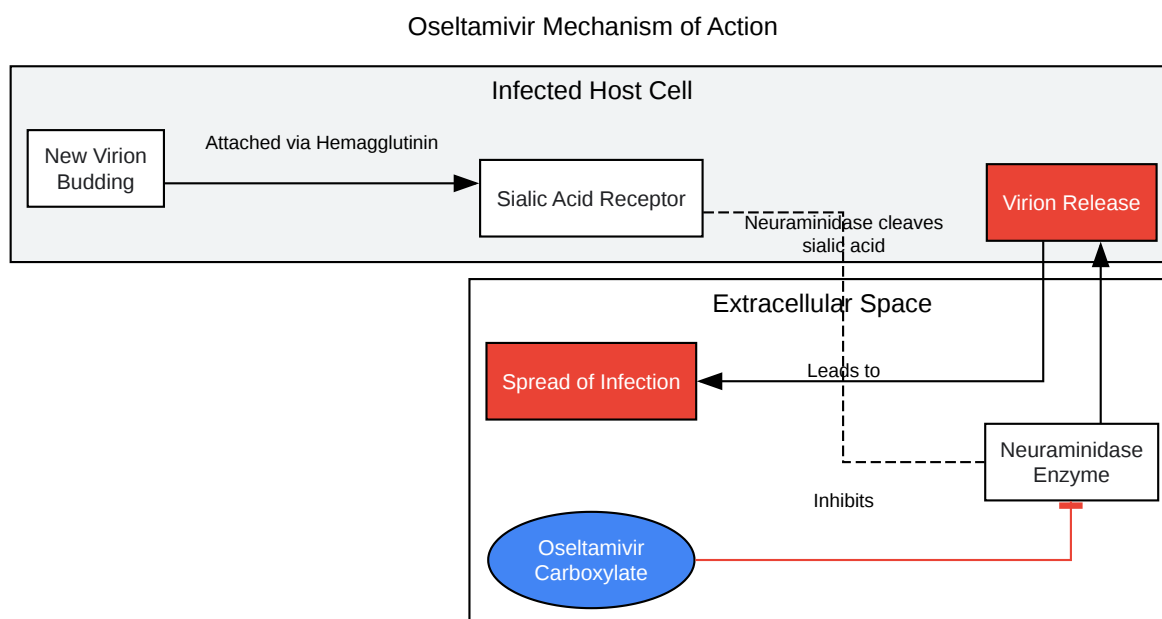 Oseltamivir Mechanism of Action
Infected Host Cell
New Virion
Budding
Attached via Hemagglutinin
Sialic Acid Receptor
Neuraminidase cleaves
sialic acid
Virion Release
Extracellular Space
Spread of Infection
Leads to
Neuraminidase
Enzyme
Inhibits
Oseltamivir
Carboxylate